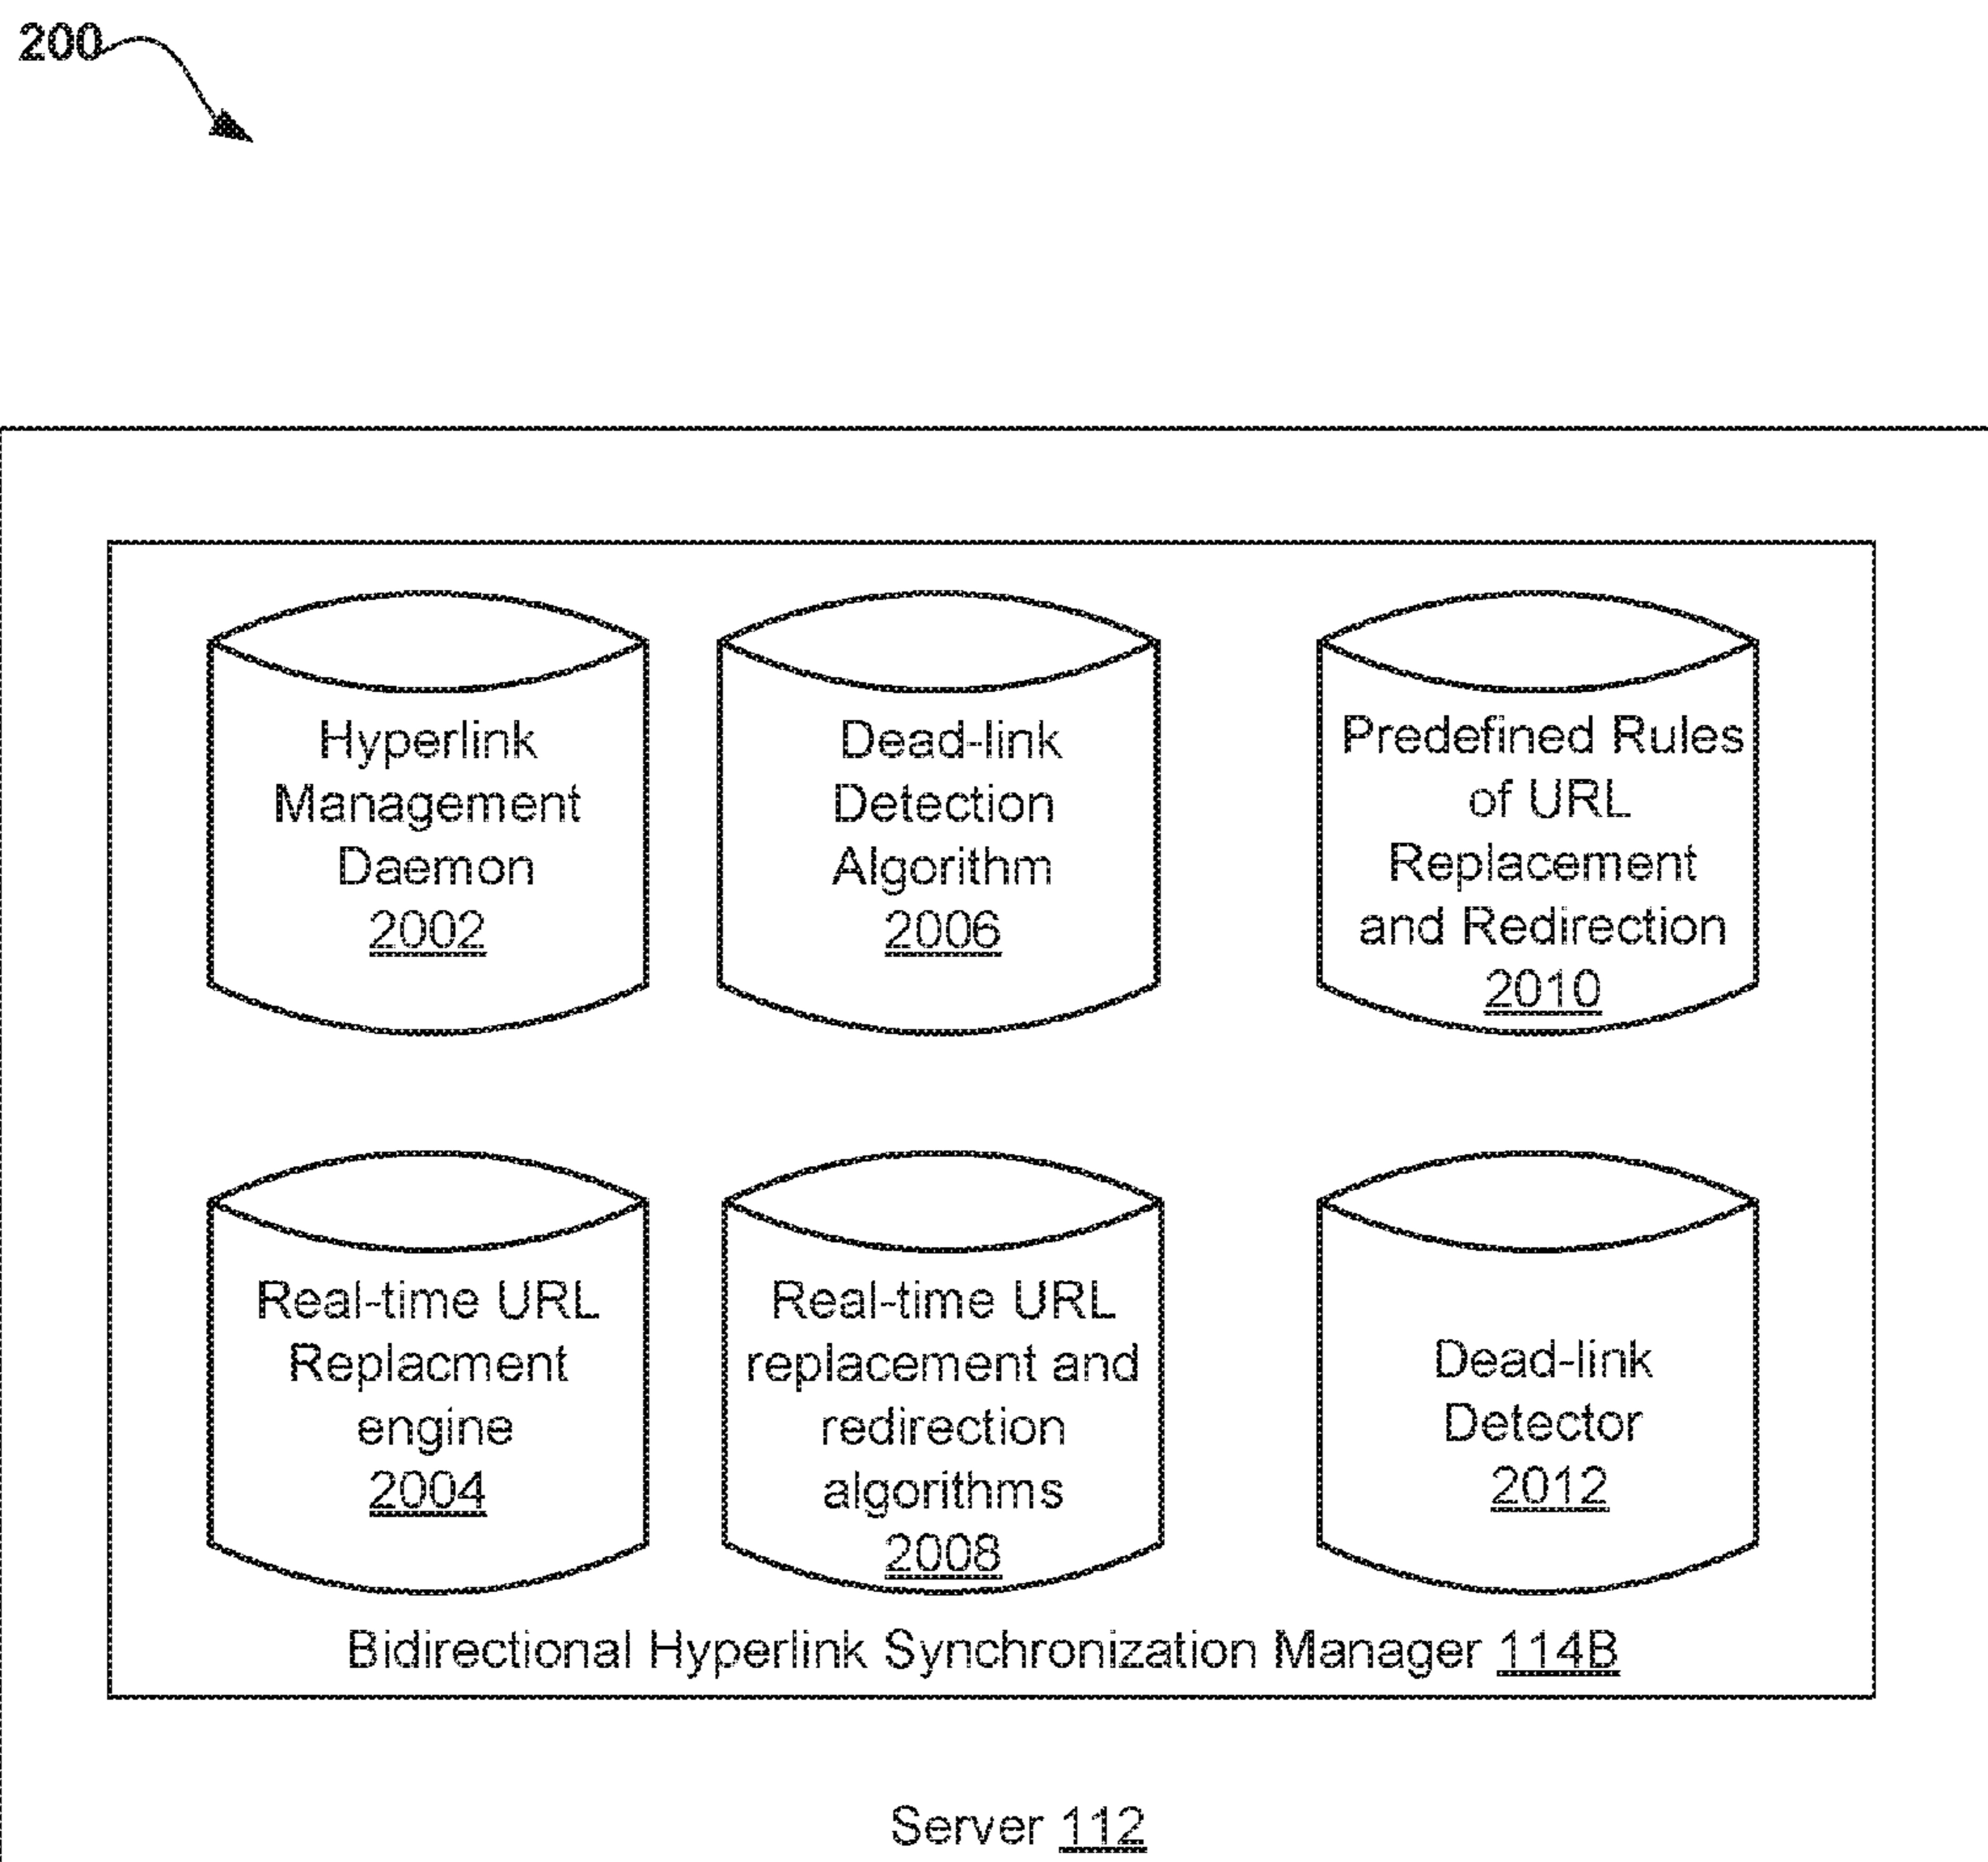 200
Hyperlink
Management
Daemon
2002
Dead-link
Detection
Algorithm
2006
Predefined Rules
of URL
Replacement
and Redirection
2010
Real-time URL
Replacment
engine
2004
Real-time URL
replacement and
redirection
algorithms
2008
Dead-link
Detector
2012
Bidirectional Hyperlink Synchronization Manager 114B
Server 112